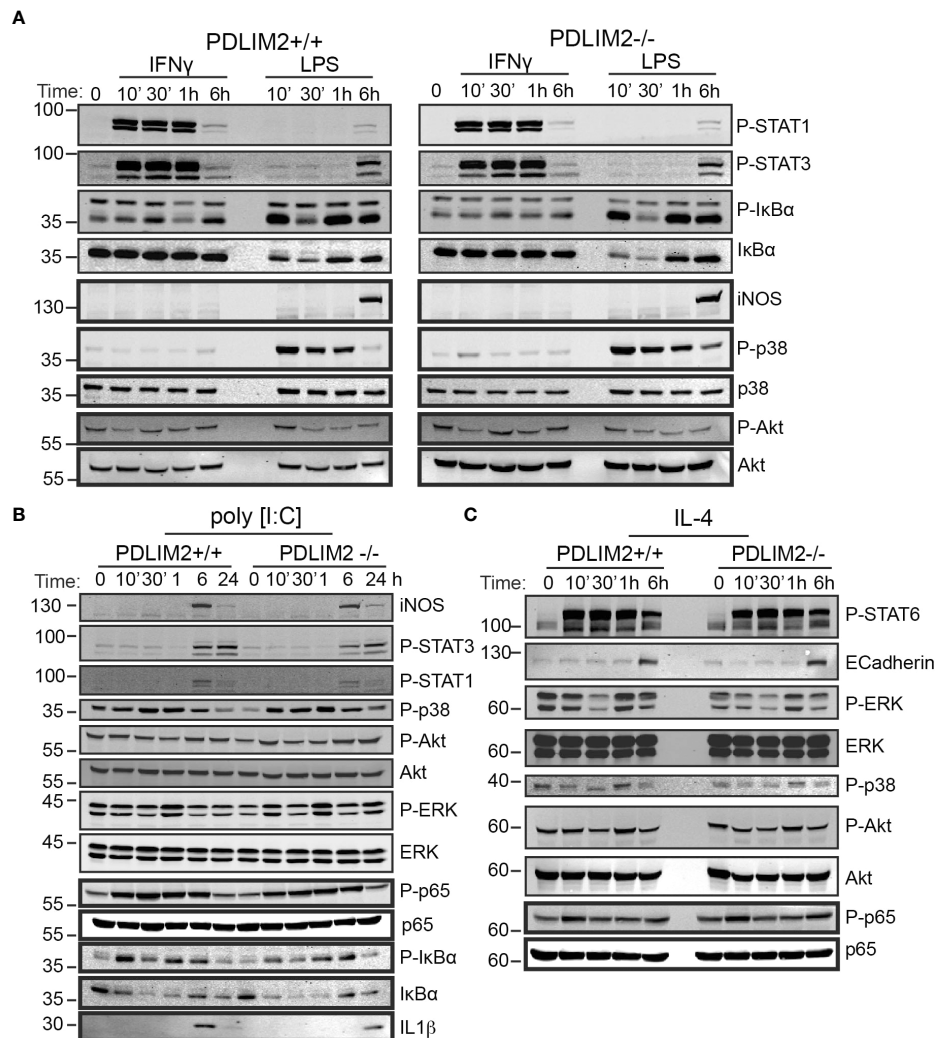 A
PDLIM2+/+
PDLIM2-/-
IFNγ LPS IFNγ LPS
Time: 0 10’ 30’ 1h 6h 10’ 30’ 1h 6h 0 10’ 30’ 1h 6h 10’ 30’ 1h 6h
100 P-STAT1
100 P-STAT3
35 P-IκBα
35 IκBα
130 iNOS
35 P-p38
35 p38
55 P-Akt
55 Akt
B
poly [I:C]
PDLIM2+/+ PDLIM2 -/-
Time: 0 10’ 30’ 1 6 24 0 10’ 30’ 1 6 24 h
130 iNOS
100 P-STAT3
100 P-STAT1
35 P-p38
55 P-Akt
55 Akt
45 P-ERK
45 ERK
55 P-p65
55 p65
35 P-IκBα
35 IκBα
30 IL1β
C
IL-4
PDLIM2+/+ PDLIM2-/-
Time: 0 10’ 30’ 1h 6h 0 10’ 30’ 1h 6h
100 P-STAT6
130 ECadherin
60 P-ERK
60 ERK
40 P-p38
60 P-Akt
60 Akt
60 P-p65
60 p65